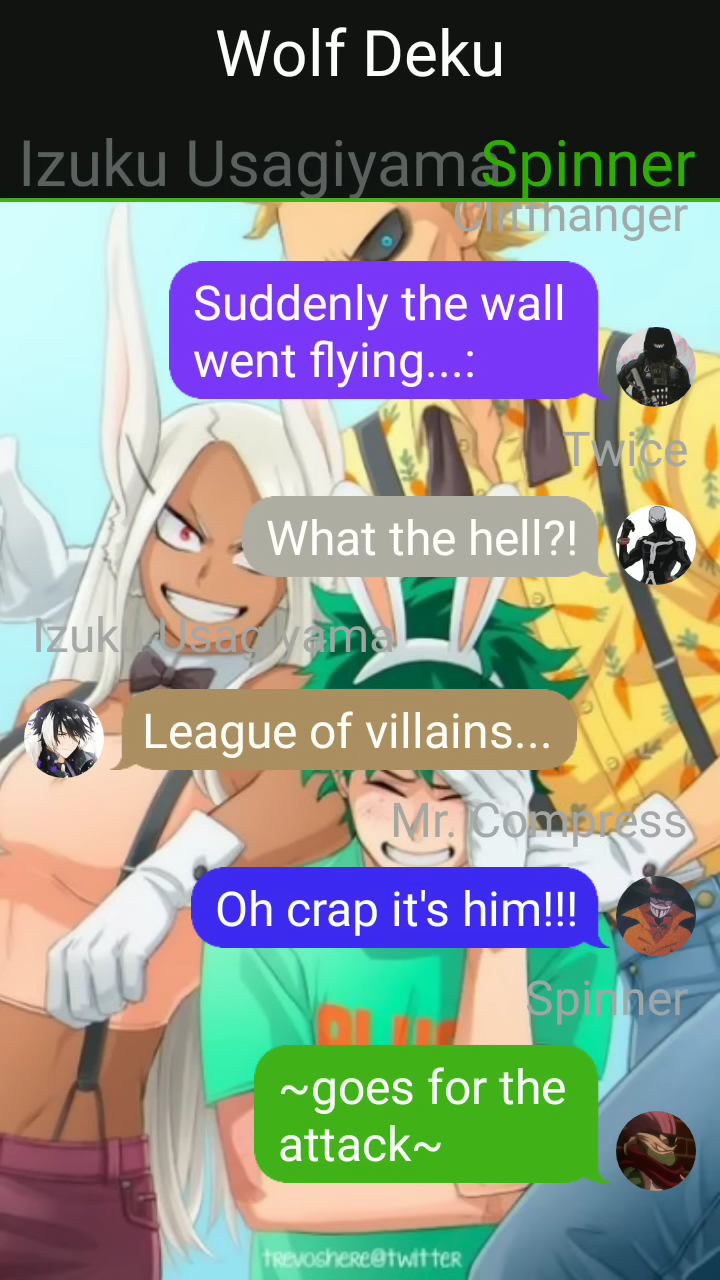 Wolf Deku
Izuku Usagiyama Spinner
Cliffhanger
Suddenly the wall
went flying...:
Twice
What the hell?!
Izuku Usagiyama
League of villains...
Mr. Compress
Oh crap it's him!!!
Spinner
~goes for the
attack~
trevoshere@twitter